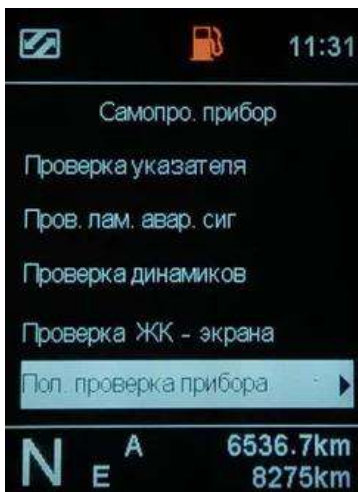 11:31
Самопро. прибор
Проверка указателя
Пров. лам. авар. сиг
Проверка динамиков
Проверка ЖК - экрана
Пол. проверка прибора
N E A 6536.7km
8275km